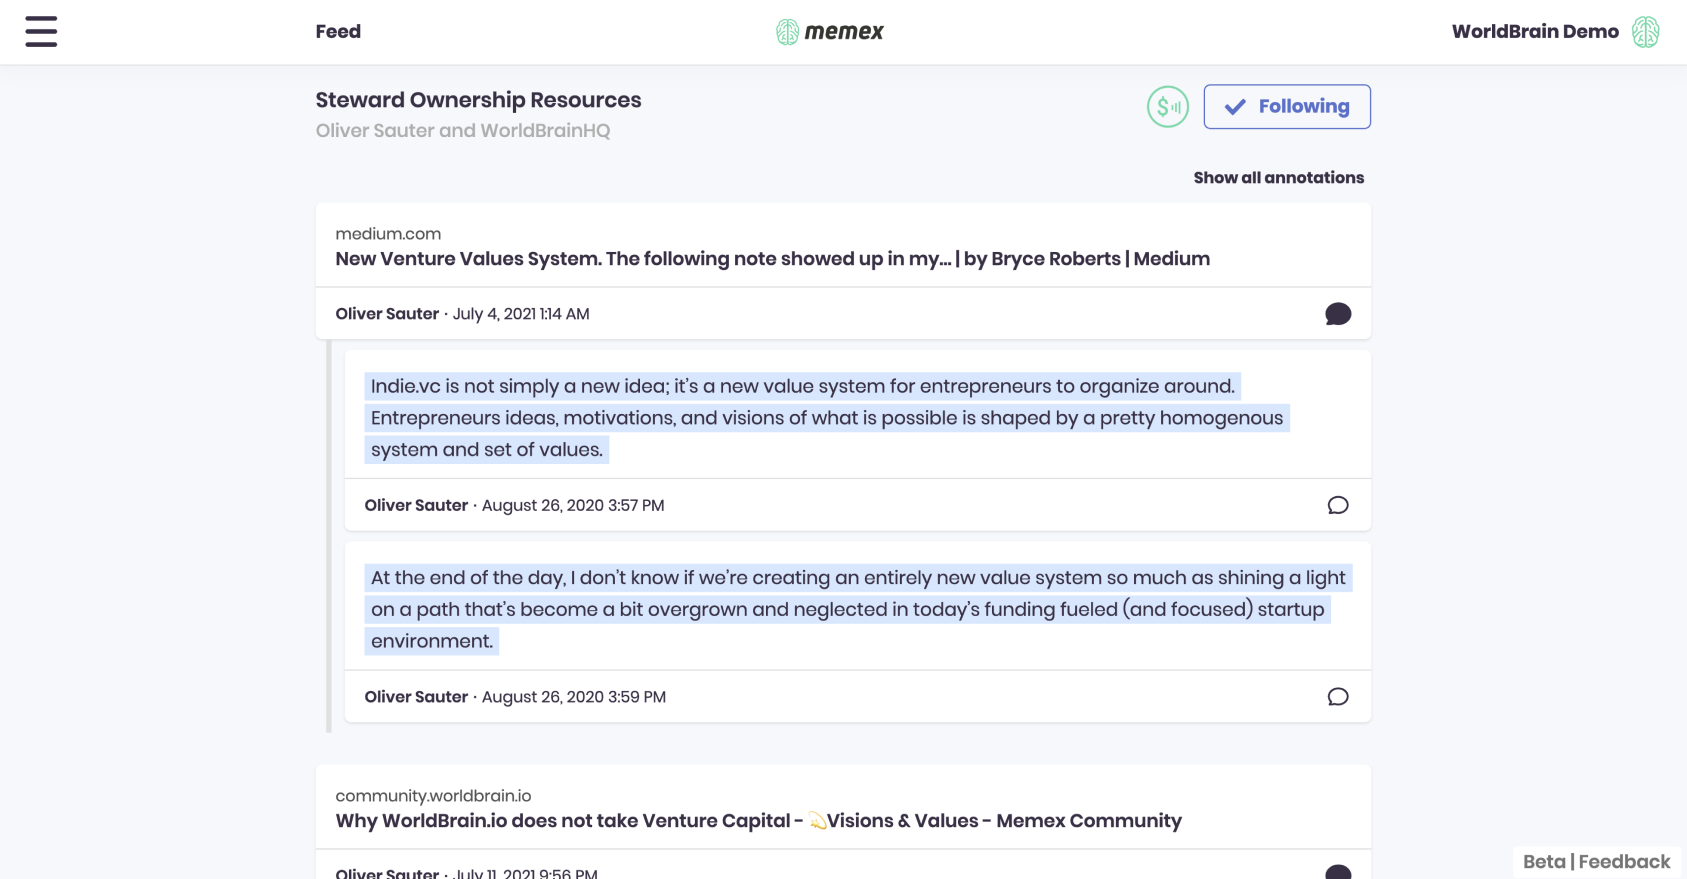 Feed
memex
WorldBrain Demo
Steward Ownership Resources
Oliver Sauter and WorldBrainHQ
$
Following
Show all annotations
medium.com
New Venture Values System. The following note showed up in my... | by Bryce Roberts | Medium
Oliver Sauter · July 4, 2021 1:14 AM
Indie.vc is not simply a new idea; it's a new value system for entrepreneurs to organize around.
Entrepreneurs ideas, motivations, and visions of what is possible is shaped by a pretty homogenous
system and set of values.
Oliver Sauter · August 26, 2020 3:57 PM
At the end of the day, I don't know if we're creating an entirely new value system so much as shining a light
on a path that's become a bit overgrown and neglected in today's funding fueled (and focused) startup
environment.
Oliver Sauter · August 26, 2020 3:59 PM
community.worldbrain.io
Why WorldBrain.io does not take Venture Capital - 💫Visions & Values - Memex Community
Oliver Sauter · July 11, 2021 9:56 PM
Beta | Feedback